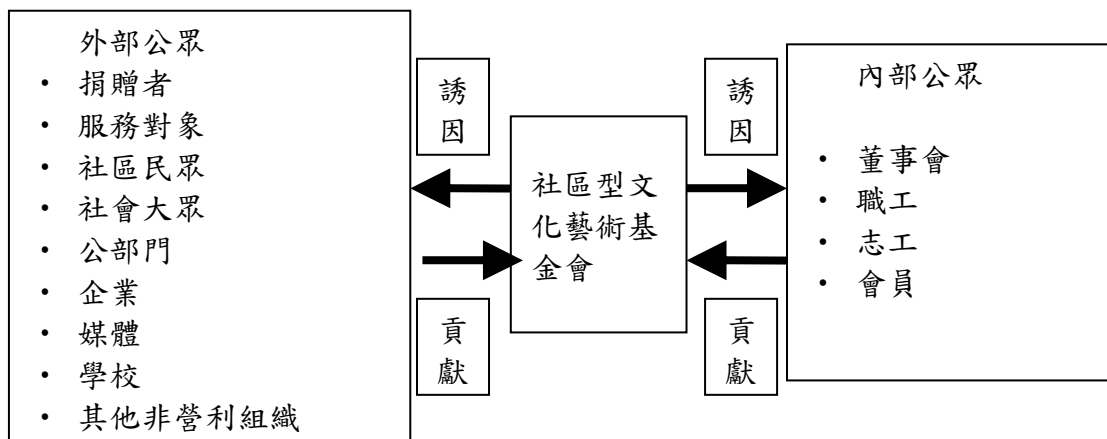 外部公眾
• 捐贈者
• 服務對象
• 社區民眾
• 社會大眾
• 公部門
• 企業
• 媒體
• 學校
• 其他非營利組織
誘
因
貢
獻
社區型文
化藝術基
金會
誘
因
貢
獻
內部公眾
• 董事會
• 職工
• 志工
• 會員